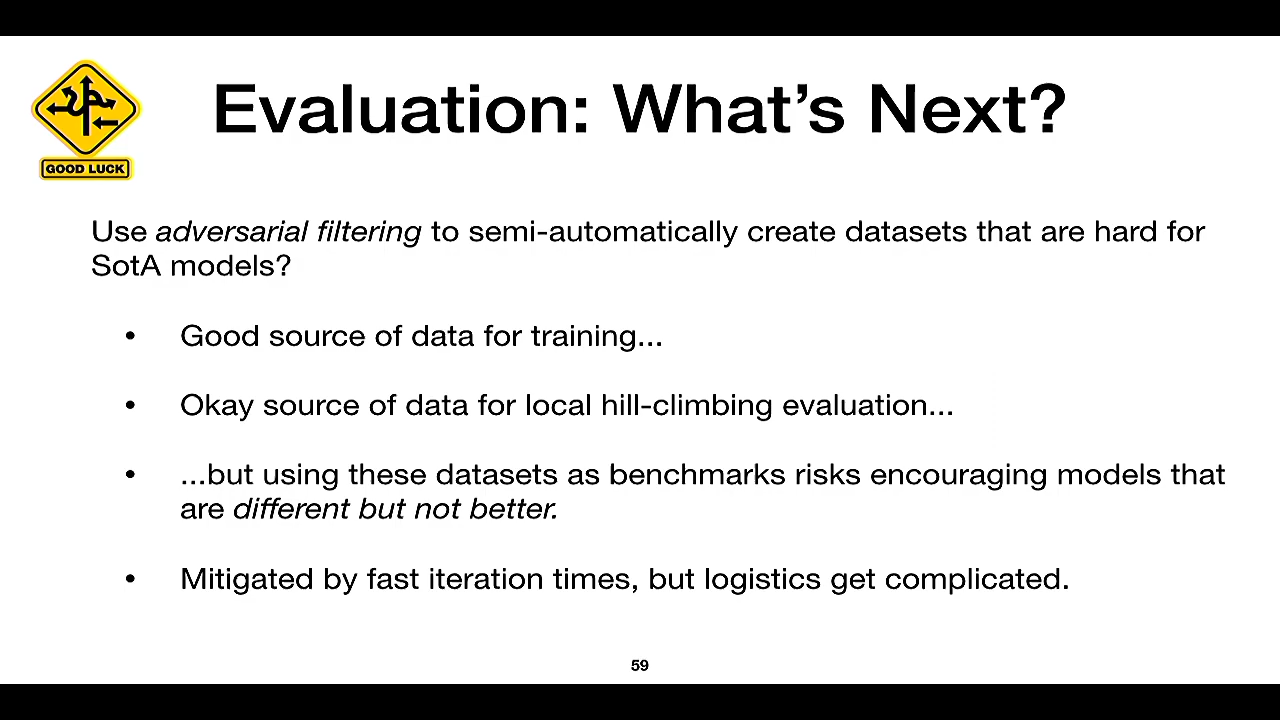 Evaluation: What's Next?
GOOD LUCK
Use adversarial filtering to semi-automatically create datasets that are hard for
SotA models?
• Good source of data for training...
• Okay source of data for local hill-climbing evaluation...
• ...but using these datasets as benchmarks risks encouraging models that
are different but not better.
• Mitigated by fast iteration times, but logistics get complicated.
59